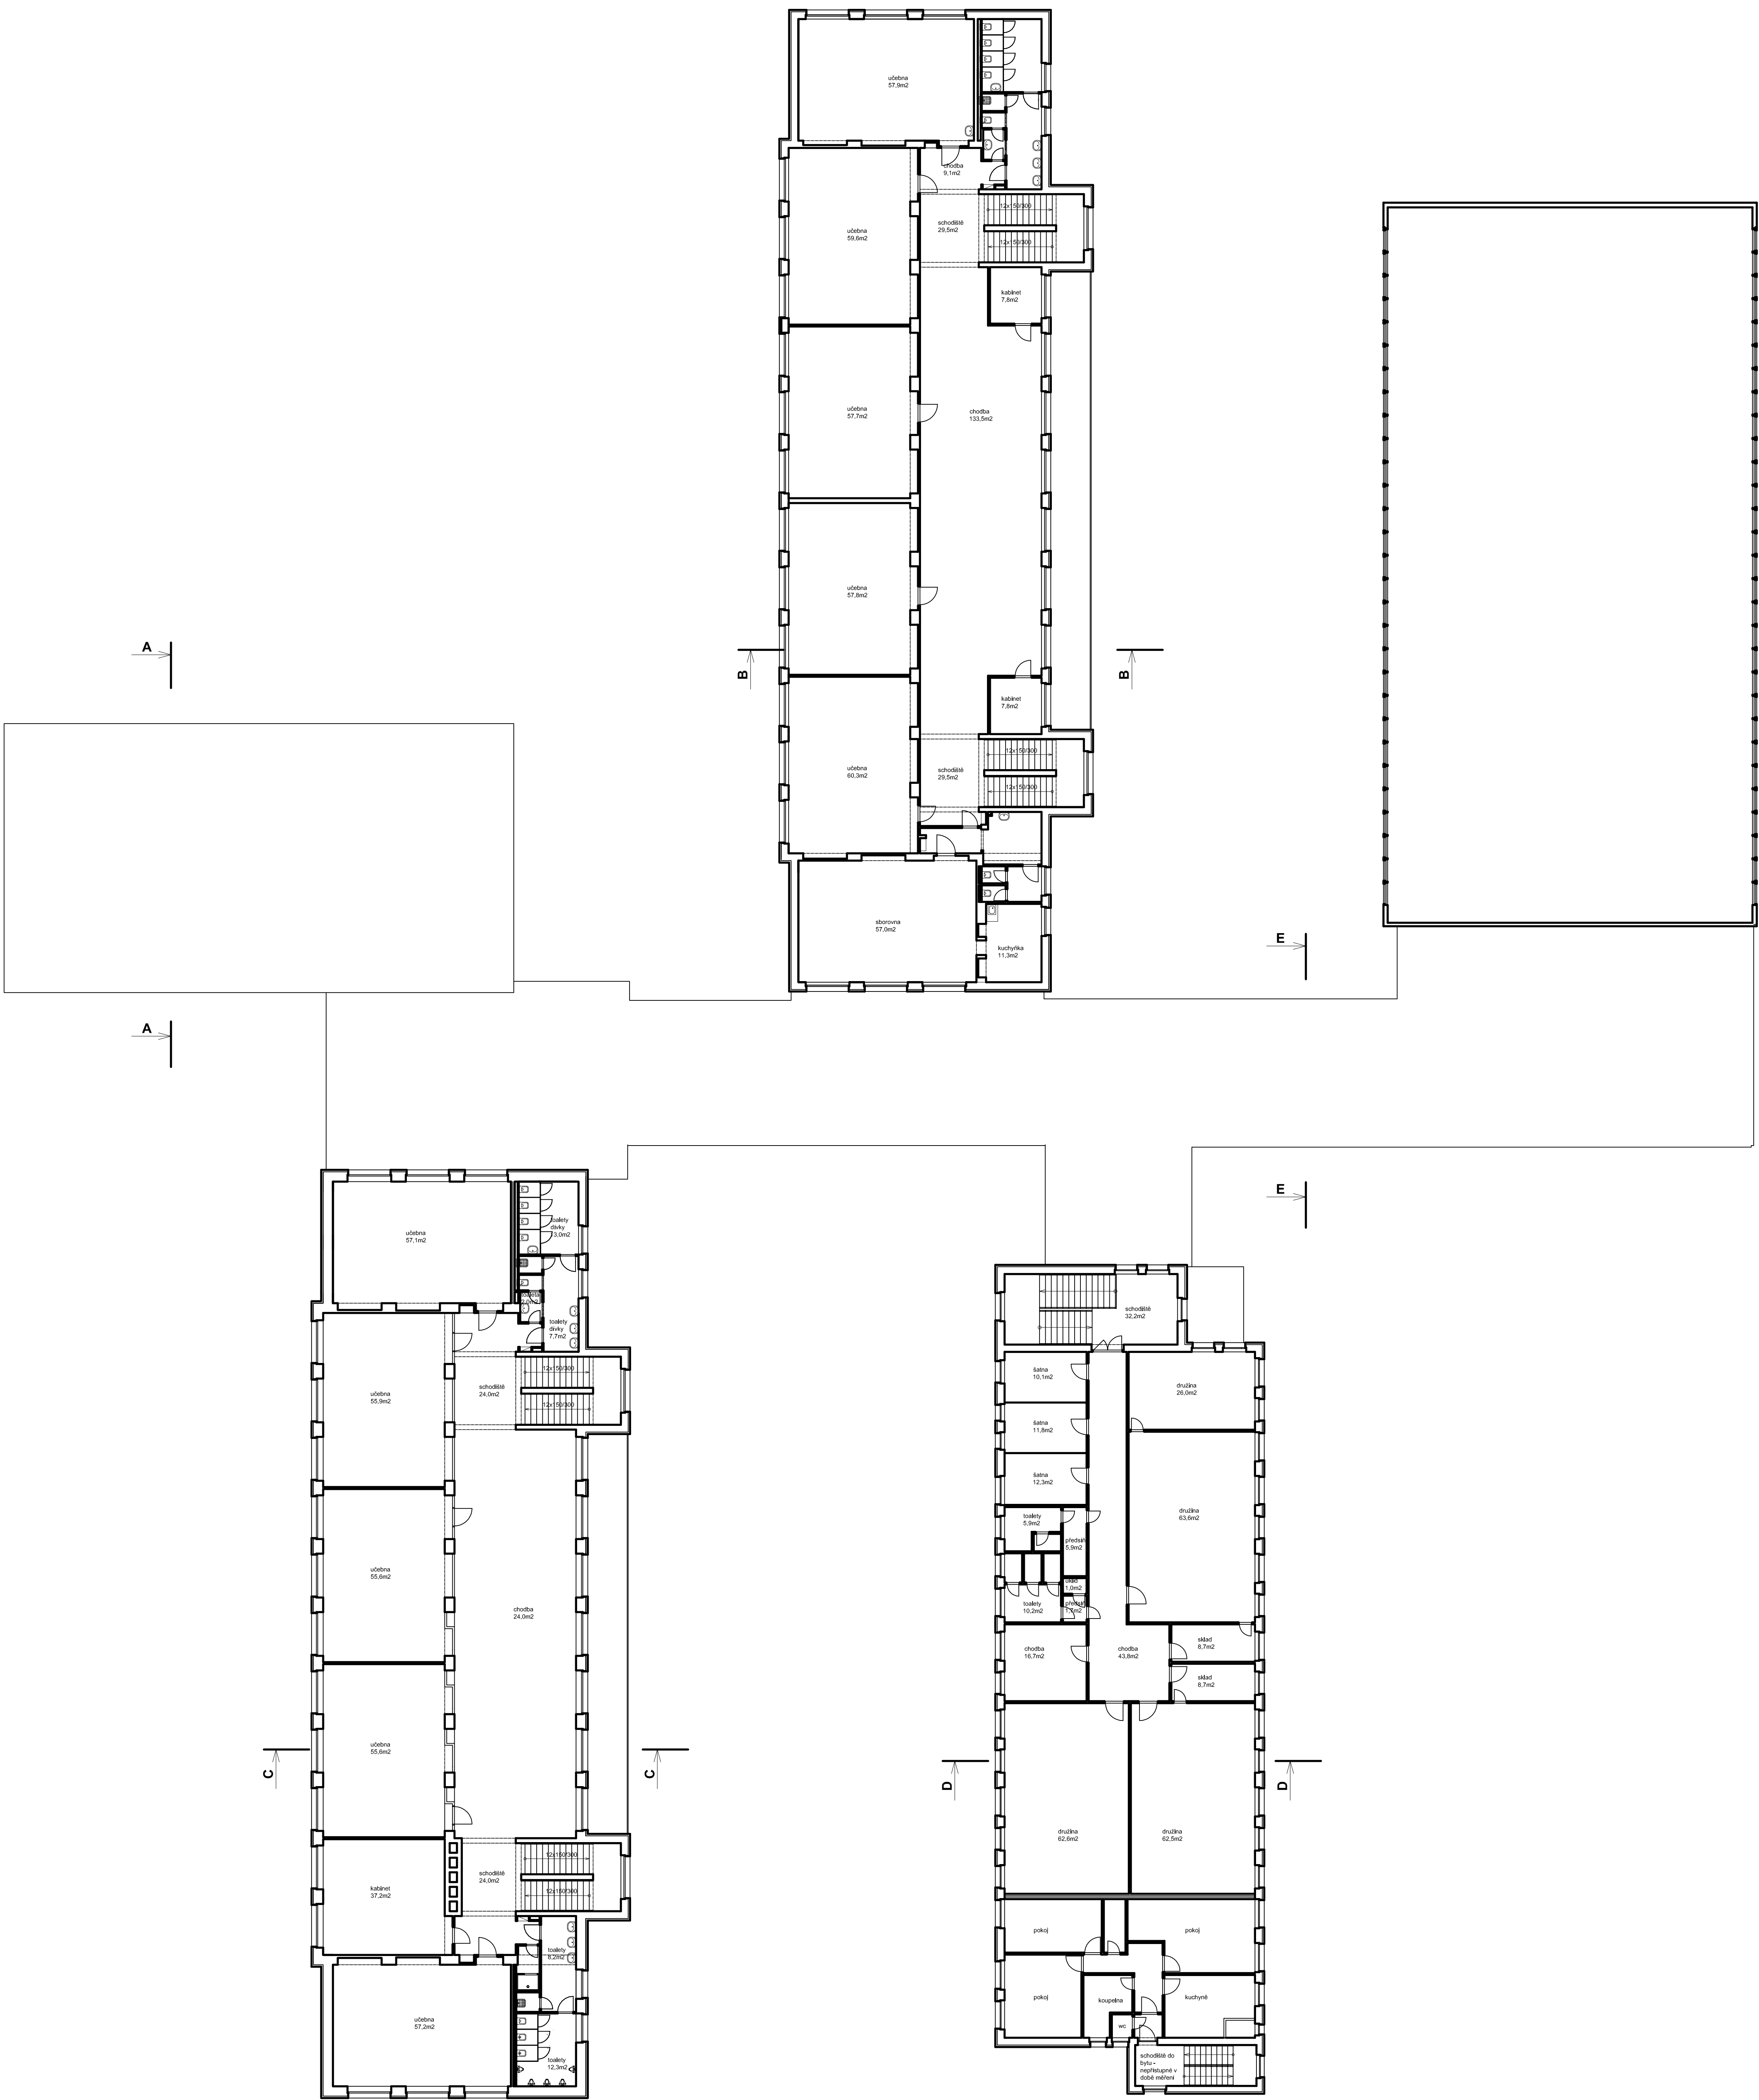 učebna
57,9m2
chodba
9,1m2
12x150/300
schodiště
29,5m2
12x150/300
učebna
59,6m2
kabinet
7,8m2
učebna
57,7m2
chodba
133,5m2
učebna
57,8m2
A
B
B
kabinet
7,8m2
12x150/300
učebna
60,3m2
schodiště
29,5m2
12x150/300
sborovna
57,0m2
kuchyňka
11,3m2
E
A
E
učebna
57,1m2
toalety
dívky
13,0m2
toaleta
2,0m2
toalety
dívky
7,7m2
12x150/300
schodiště
24,0m2
12x150/300
učebna
55,9m2
učebna
55,6m2
chodba
24,0m2
učebna
55,6m2
C
C
12x150/300
schodiště
24,0m2
12x150/300
kabinet
37,2m2
toalety
8,2m2
učebna
57,2m2
toalety
12,3m2
schodiště
32,2m2
šatna
10,1m2
družina
26,0m2
šatna
11,8m2
šatna
12,3m2
družina
63,6m2
toalety
5,9m2
předsíň
5,9m2
úklid
1,0m2
předsíň
1,7m2
toalety
10,2m2
chodba
16,7m2
chodba
43,8m2
sklad
8,7m2
sklad
8,7m2
D
D
družina
62,6m2
družina
62,5m2
pokoj
pokoj
pokoj
koupelna
kuchyně
wc
schodiště do
bytu -
nepřístupné v
době měření